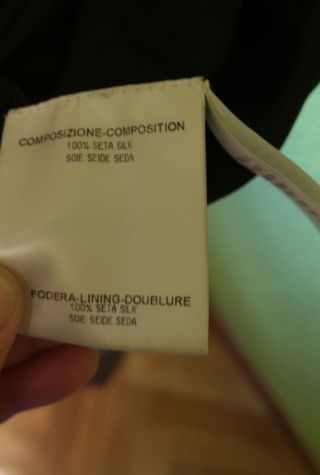 COMPOSIZIONE-COMPOSITION
100% SETA SILK
SOIE SEIDE SEDA
FODERA-LINING-DOUBLURE
100% SETA SILK
SOIE SEIDE SEDA